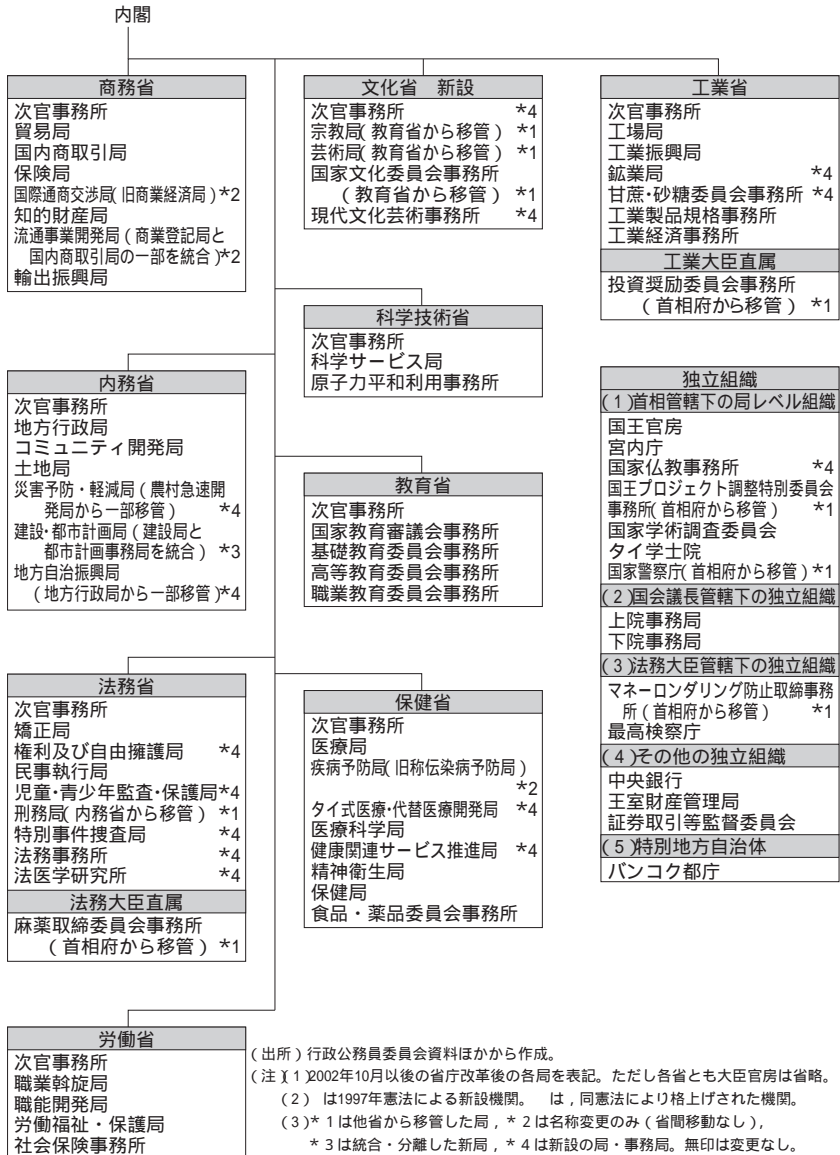 内閣
商務省
次官事務所
貿易局
国内商取引局
保険局
国際通商交渉局(旧商業経済局)*2
知的財産局
流通事業開発局(商業登記局と
国内商取引局の一部を統合)*2
輸出振興局
文化省 新設
次官事務所 *4
宗教局(教育省から移管) *1
芸術局(教育省から移管) *1
国家文化委員会事務所
(教育省から移管) *1
現代文化芸術事務所 *4
工業省
次官事務所
工場局
工業振興局
鉱業局 *4
甘蔗・砂糖委員会事務所 *4
工業製品規格事務所
工業経済事務所
工業大臣直属
投資奨励委員会事務所
(首相府から移管) *1
科学技術省
次官事務所
科学サービス局
原子力平和利用事務所
内務省
次官事務所
地方行政局
コミュニティ開発局
土地局
災害予防・軽減局(農村急速開
発局から一部移管) *4
建設・都市計画局(建設局と
都市計画事務局を統合) *3
地方自治振興局
(地方行政局から一部移管)*4
教育省
次官事務所
国家教育審議会事務所
基礎教育委員会事務所
高等教育委員会事務所
職業教育委員会事務所
独立組織
(1)首相管轄下の局レベル組織
国王官房
宮内庁
国家仏教事務所 *4
国王プロジェクト調整特別委員会
事務所(首相府から移管) *1
国家学術調査委員会
タイ学士院
国家警察庁(首相府から移管)*1
(2)国会議長管轄下の独立組織
上院事務局
下院事務局
(3)法務大臣管轄下の独立組織
マネーロンダリング防止取締事務
所(首相府から移管) *1
最高検察庁
(4)その他の独立組織
中央銀行
王室財産管理局
証券取引等監督委員会
(5)特別地方自治体
バンコク都庁
法務省
次官事務所
矯正局
権利及び自由擁護局 *4
民事執行局
児童・青少年監査・保護局*4
刑務局(内務省から移管) *1
特別事件捜査局 *4
法務事務所 *4
法医学研究所 *4
法務大臣直属
麻薬取締委員会事務所
(首相府から移管) *1
保健省
次官事務所
医療局
疾病予防局(旧称伝染病予防局)
*2
タイ式医療・代替医療開発局 *4
医療科学局
健康関連サービス推進局 *4
精神衛生局
保健局
食品・薬品委員会事務所
労働省
次官事務所
職業斡旋局
職能開発局
労働福祉・保護局
社会保険事務所
(出所)行政公務員委員会資料ほかから作成。
(注)(1)2002年10月以後の省庁改革後の各局を表記。ただし各省とも大臣官房は省略。
(2) は1997年憲法による新設機関。 は,同憲法により格上げされた機関。
(3)*1は他省から移管した局,*2は名称変更のみ(省間移動なし),
*3は統合・分離した新局,*4は新設の局・事務局。無印は変更なし。